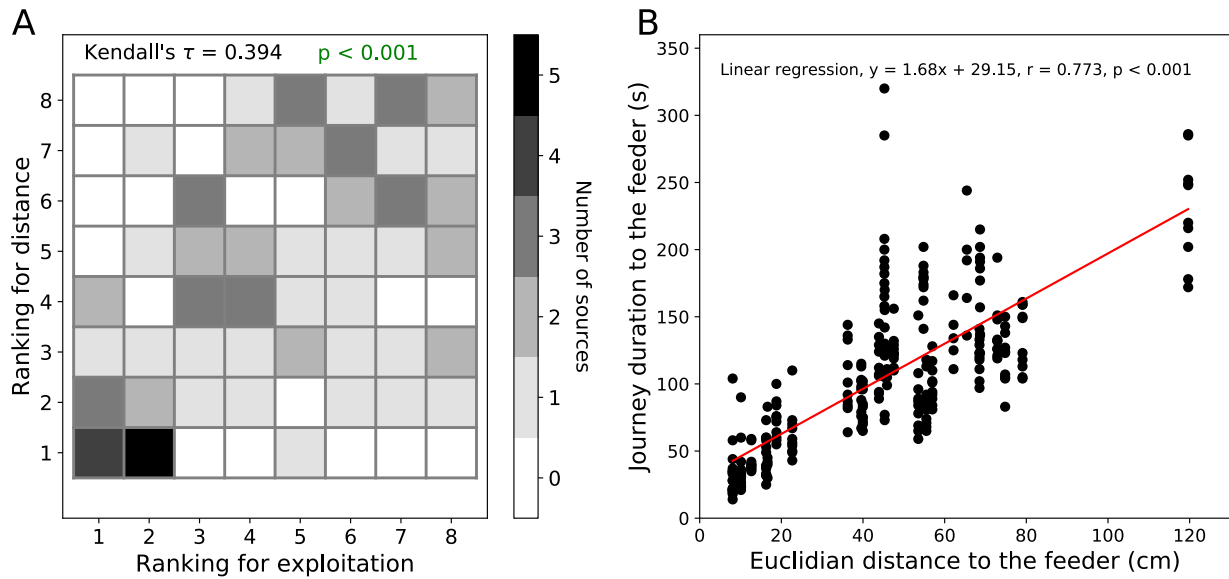 A
Kendall's τ = 0.394 p < 0.001
8
7
6
5
4
3
2
1
Ranking for distance
1 2 3 4 5 6 7 8
Ranking for exploitation
5
4
3
2
1
0
Number of sources
B
Linear regression, y = 1.68x + 29.15, r = 0.773, p < 0.001
350
300
250
200
150
100
50
0
Journey duration to the feeder (s)
0 20 40 60 80 100 120
Euclidian distance to the feeder (cm)